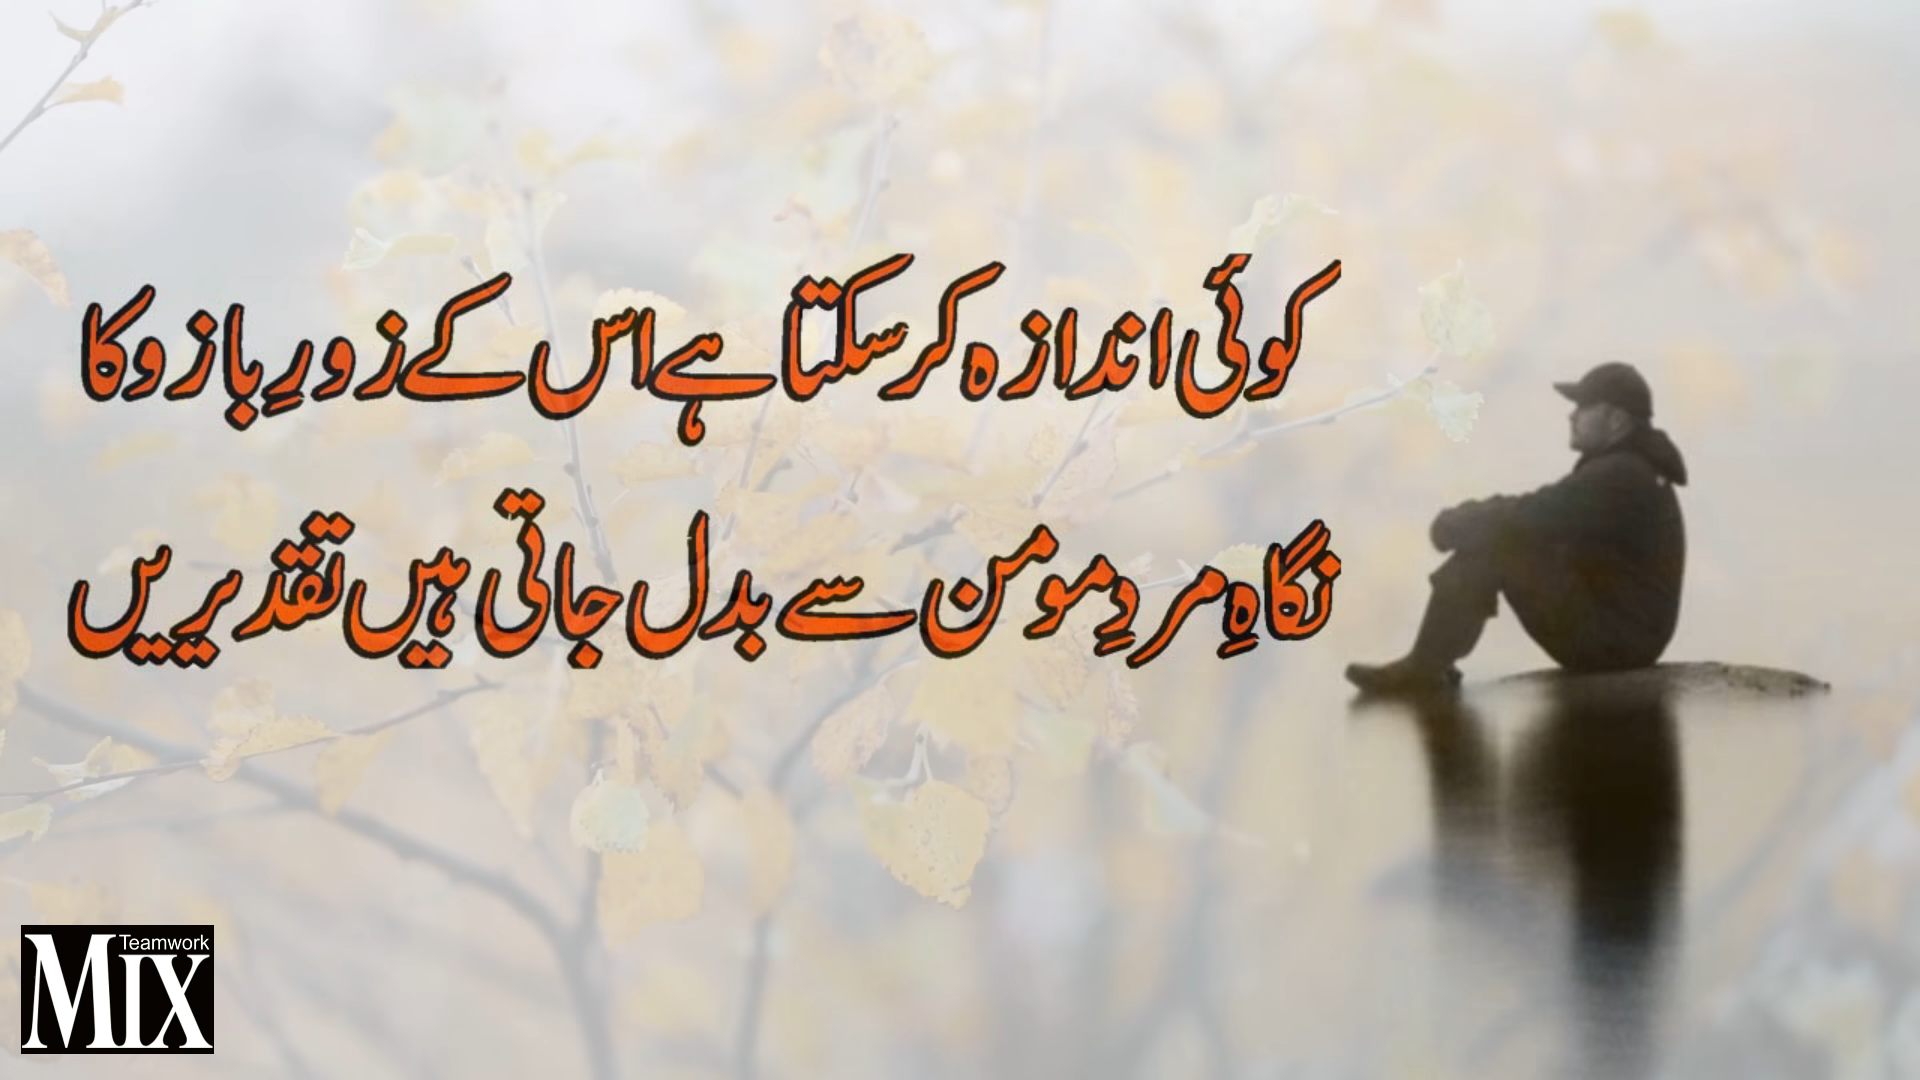 کوئی اندازہ کر سکتا ہے اس کے زورِ بازو کا
نگاہِ مردِ مومن سے بدل جاتی ہیں تقدیریں
Teamwork
MIX